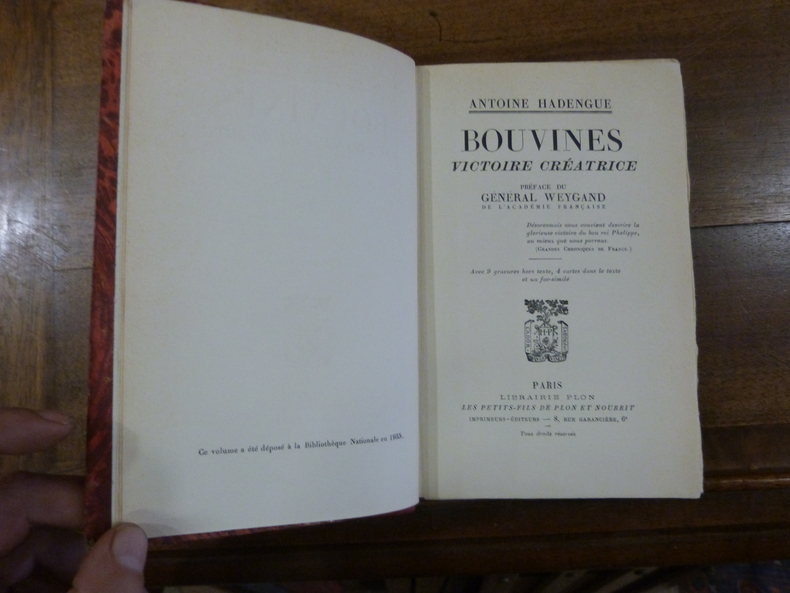 Ce volume a été déposé à la Bibliothèque Nationale en 1935.
ANTOINE HADENGUE
BOUVINES
VICTOIRE CRÉATRICE
PRÉFACE DU
GÉNÉRAL WEYGAND
DE L'ACADÉMIE FRANÇAISE
Désormais nous convient descrire la
glorieuse victoire du bon roi Phelippe,
au mieux que nous porrons
(GRANDES CHRONIQUES DE FRANCE.)
Avec 9 gravures hors texte, 4 cartes dans le texte
et un fac-similé
PARIS
LIBRAIRIE PLON
LES PETITS-FILS DE PLON ET NOURRIT
IMPRIMEURS-ÉDITEURS — 8, RUE GARANCIÈRE, 6e
Tous droits réservés